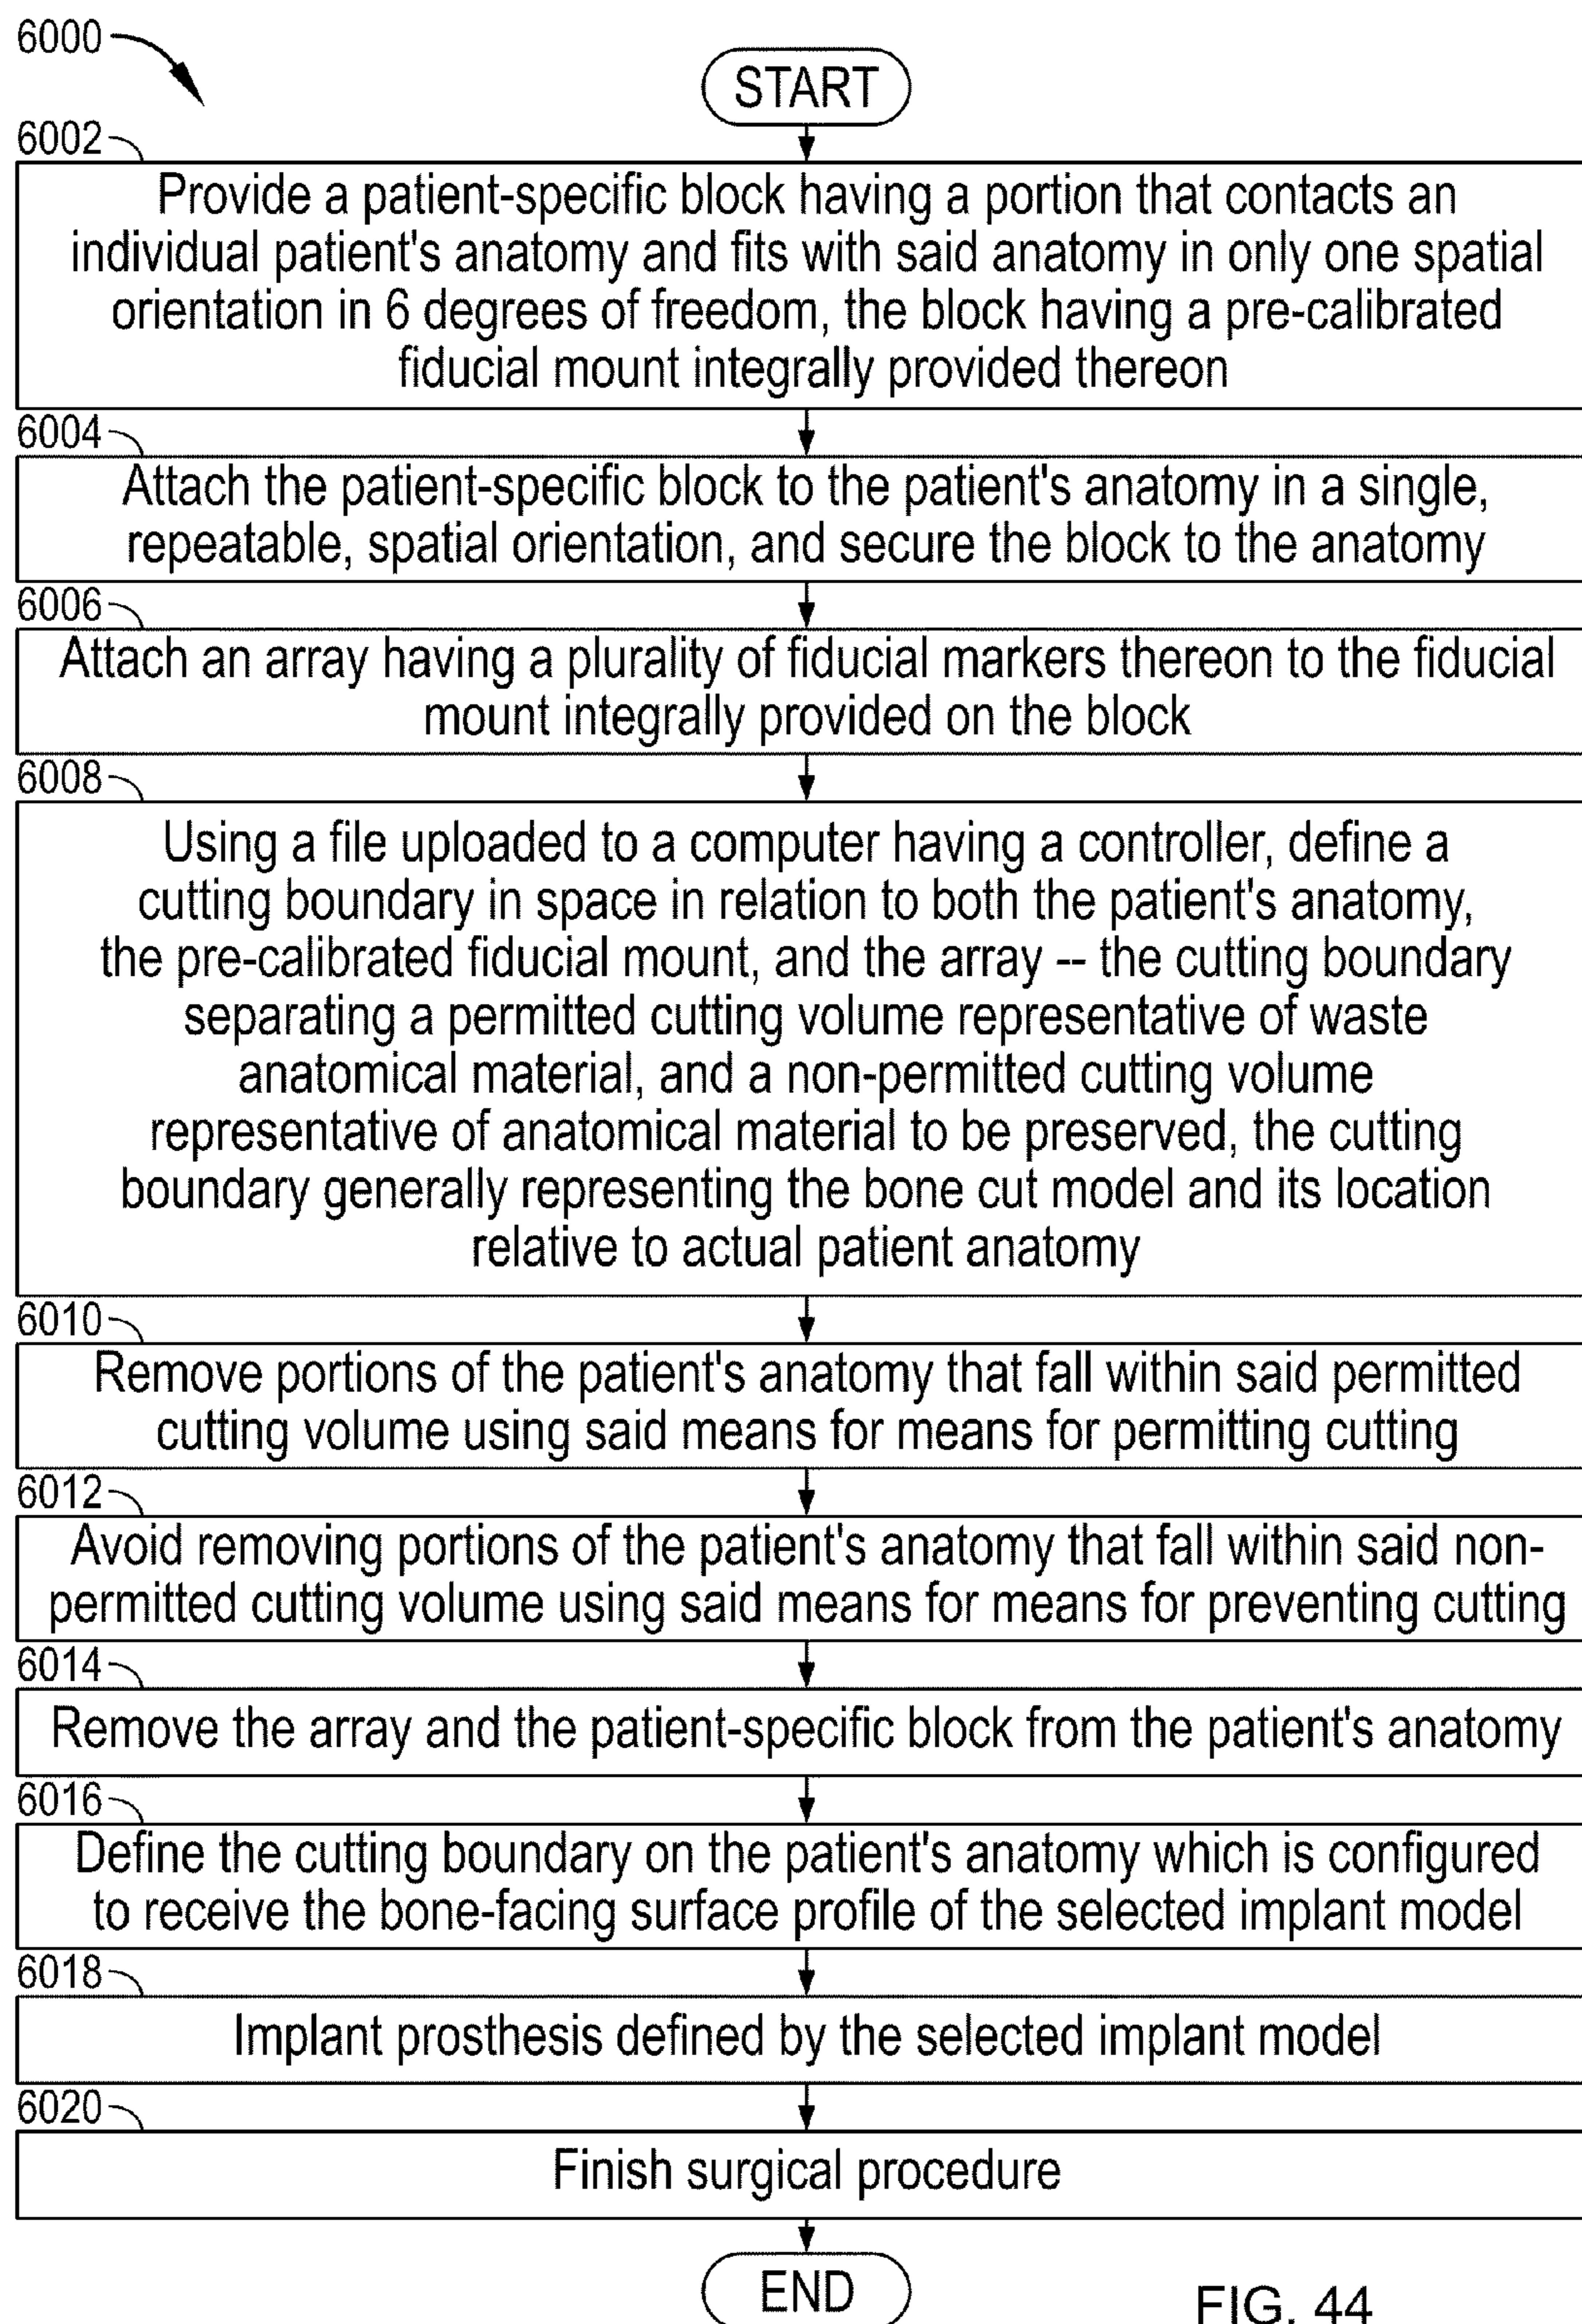 6000
START
6002
Provide a patient-specific block having a portion that contacts an
individual patient's anatomy and fits with said anatomy in only one spatial
orientation in 6 degrees of freedom, the block having a pre-calibrated
fiducial mount integrally provided thereon
6004
Attach the patient-specific block to the patient's anatomy in a single,
repeatable, spatial orientation, and secure the block to the anatomy
6006
Attach an array having a plurality of fiducial markers thereon to the fiducial
mount integrally provided on the block
6008
Using a file uploaded to a computer having a controller, define a
cutting boundary in space in relation to both the patient's anatomy,
the pre-calibrated fiducial mount, and the array -- the cutting boundary
separating a permitted cutting volume representative of waste
anatomical material, and a non-permitted cutting volume
representative of anatomical material to be preserved, the cutting
boundary generally representing the bone cut model and its location
relative to actual patient anatomy
6010
Remove portions of the patient's anatomy that fall within said permitted
cutting volume using said means for means for permitting cutting
6012
Avoid removing portions of the patient's anatomy that fall within said non-
permitted cutting volume using said means for means for preventing cutting
6014
Remove the array and the patient-specific block from the patient's anatomy
6016
Define the cutting boundary on the patient's anatomy which is configured
to receive the bone-facing surface profile of the selected implant model
6018
Implant prosthesis defined by the selected implant model
6020
Finish surgical procedure
END
FIG. 44